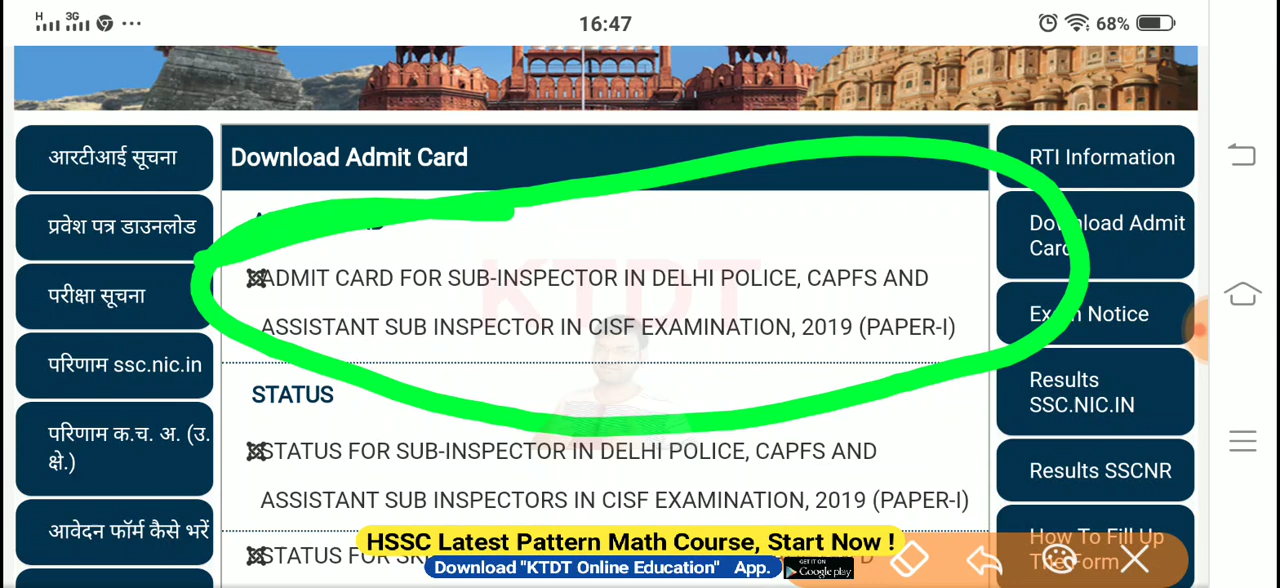 H 3G ... 16:47 68%
आरटीआई सूचना
प्रवेश पत्र डाउनलोड
परीक्षा सूचना
परिणाम ssc.nic.in
परिणाम क.च. अ. (उ.
क्षे.)
आवेदन फॉर्म कैसे भरें
Download Admit Card
ADMIT CARD FOR SUB-INSPECTOR IN DELHI POLICE, CAPFS AND
ASSISTANT SUB INSPECTOR IN CISF EXAMINATION, 2019 (PAPER-I)
KTDT
STATUS
STATUS FOR SUB-INSPECTOR IN DELHI POLICE, CAPFS AND
ASSISTANT SUB INSPECTORS IN CISF EXAMINATION, 2019 (PAPER-I)
STATUS FOR
HSSC Latest Pattern Math Course, Start Now !
Download "KTDT Online Education" App.
GET IT ON
Google play
RTI Information
Download Admit
Card
Exam Notice
Results
SSC.NIC.IN
Results SSCNR
How To Fill Up
The Form